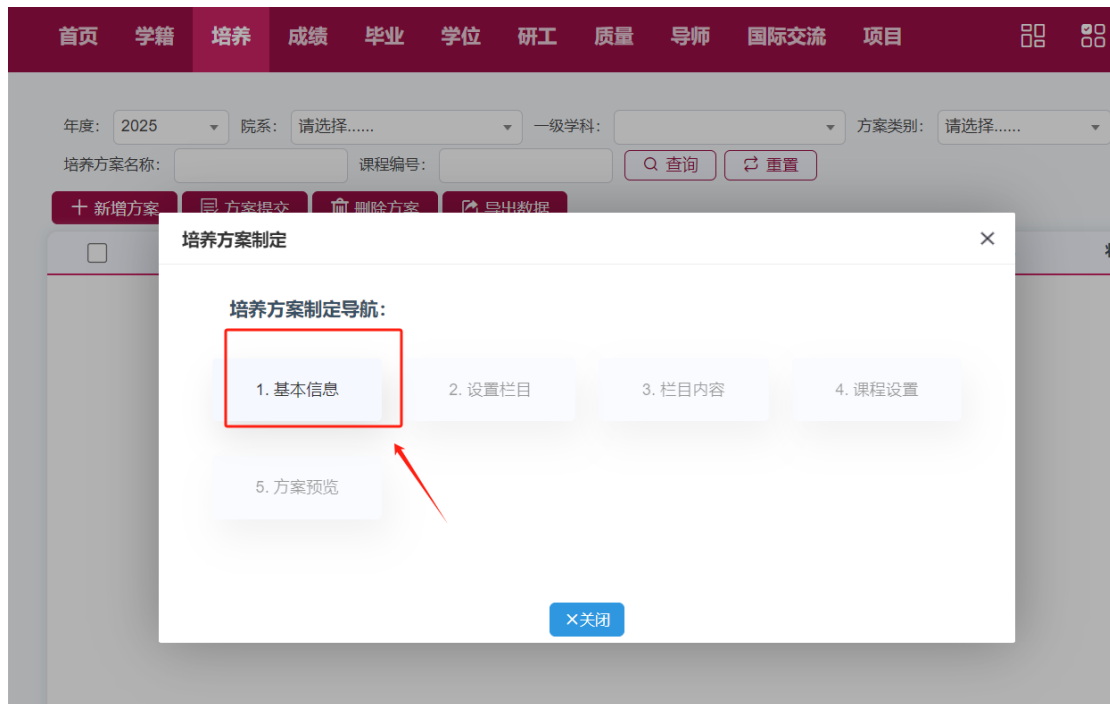 首页 学籍 培养 成绩 毕业 学位 研工 质量 导师 国际交流 项目
年度: 2025 院系: 请选择...... 一级学科: 方案类别: 请选择......
培养方案名称: 课程编号: 查询 重置
新增方案 方案提交 删除方案 导出数据
培养方案制定
培养方案制定导航:
1. 基本信息 2. 设置栏目 3. 栏目内容 4. 课程设置
5. 方案预览
关闭